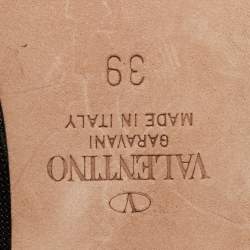 VALENTINO
GARAVANI
MADE IN ITALY
39